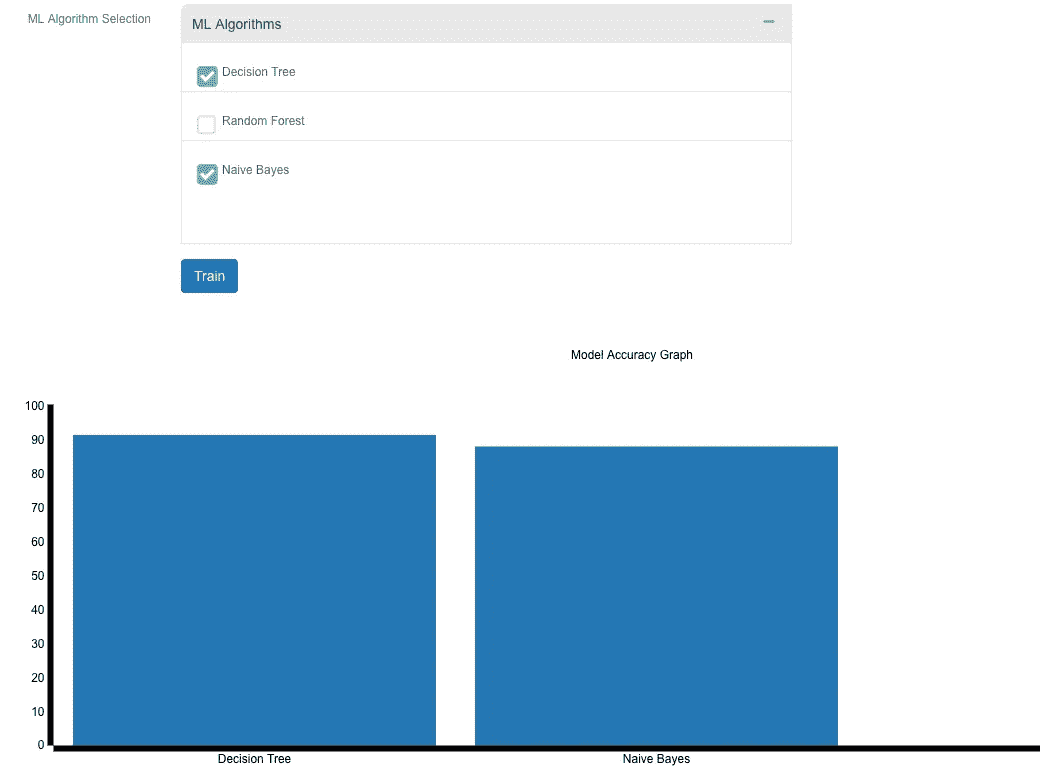 ML Algorithm Selection
ML Algorithms
Decision Tree
Random Forest
Naive Bayes
Train
Model Accuracy Graph
100
90
80
70
60
50
40
30
20
10
0
Decision Tree Naive Bayes